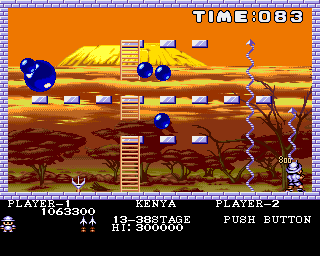 TIME:083
800
PLAYER-1 KENYA PLAYER-2
1063300
13-38STAGE PUSH BUTTON
HI: 300000